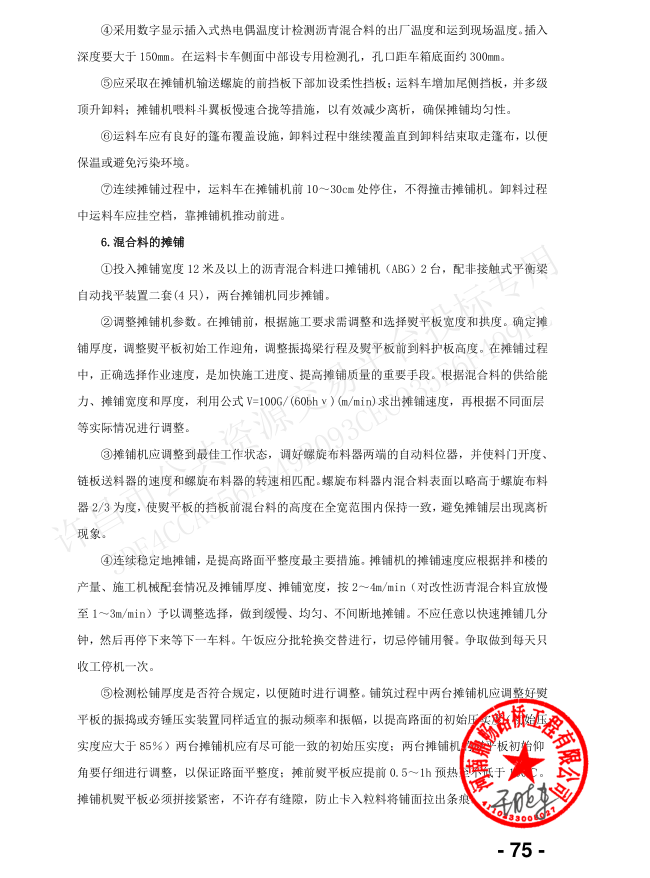 ④采用数字显示插入式热电偶温度计检测沥青混合料的出厂温度和运到现场温度。插入
深度要大于 150mm。在运料卡车侧面中部设专用检测孔，孔口距车箱底面约 300mm。
⑤应采取在摊铺机输送螺旋的前挡板下部加设柔性挡板；运料车增加尾侧挡板，并多级
顶升卸料；摊铺机喂料斗翼板慢速合拢等措施，以有效减少离析，确保摊铺均匀性。
⑥运料车应有良好的篷布覆盖设施，卸料过程中继续覆盖直到卸料结束取走篷布，以便
保温或避免污染环境。
⑦连续摊铺过程中，运料车在摊铺机前 10～30cm 处停住，不得撞击摊铺机。卸料过程
中运料车应挂空档，靠摊铺机推动前进。
6.混合料的摊铺
①投入摊铺宽度 12 米及以上的沥青混合料进口摊铺机（ABG）2 台，配非接触式平衡梁
自动找平装置二套(4 只)，两台摊铺机同步摊铺。
②调整摊铺机参数。在摊铺前，根据施工要求需调整和选择熨平板宽度和拱度。确定摊
铺厚度，调整熨平板初始工作迎角，调整振捣梁行程及熨平板前到料护板高度。在摊铺过程
中，正确选择作业速度，是加快施工进度、提高摊铺质量的重要手段。根据混合料的供给能
力、摊铺宽度和厚度，利用公式 V=100G/(60bhγ)(m/min)求出摊铺速度，再根据不同面层
等实际情况进行调整。
③摊铺机应调整到最佳工作状态，调好螺旋布料器两端的自动料位器，并使料门开度、
链板送料器的速度和螺旋布料器的转速相匹配。螺旋布料器内混合料表面以略高于螺旋布料
器 2/3 为度，使熨平板的挡板前混台料的高度在全宽范围内保持一致，避免摊铺层出现离析
现象。
④连续稳定地摊铺，是提高路面平整度最主要措施。摊铺机的摊铺速度应根据拌和楼的
产量、施工机械配套情况及摊铺厚度、摊铺宽度，按 2～4m/min（对改性沥青混合料宜放慢
至 1～3m/min）予以调整选择，做到缓慢、均匀、不间断地摊铺。不应任意以快速摊铺几分
钟，然后再停下来等下一车料。午饭应分批轮换交替进行，切忌停铺用餐。争取做到每天只
收工停机一次。
⑤检测松铺厚度是否符合规定，以便随时进行调整。铺筑过程中两台摊铺机应调整好熨
平板的振捣或夯锤压实装置同样适宜的振动频率和振幅，以提高路面的初始压实度（初始压
实度应大于 85%）两台摊铺机应有尽可能一致的初始压实度；两台摊铺机 平板初始仰
角要仔细进行调整，以保证路面平整度；摊前熨平板应提前 0.5～1h 预热 不低于 ℃。
摊铺机熨平板必须拼接紧密，不许存有缝隙，防止卡入粒料将铺面拉出条痕
许昌市公共资源交易平台投标专用
河南鼎易路桥工程有限公司
- 75 -